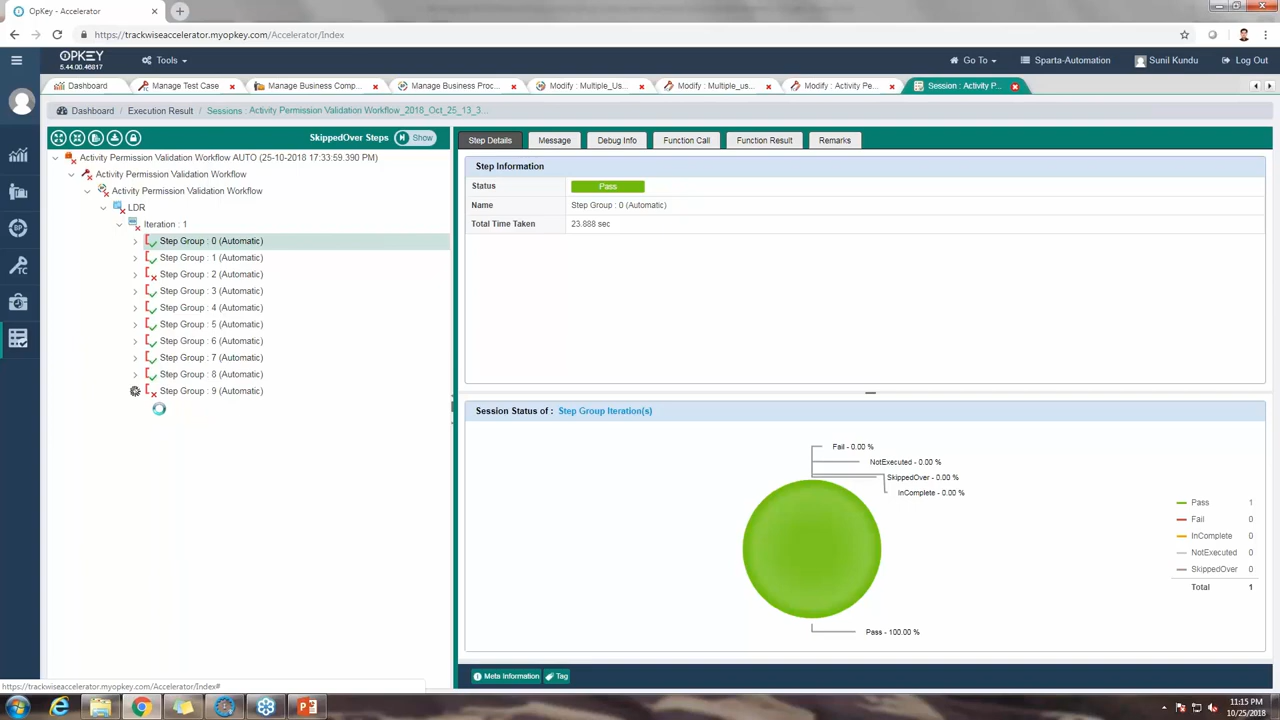 OpKey - Accelerator
https://trackwiseaccelerator.myopkey.com/Accelerator/Index
OPKEY
5.44.00.46817
Tools
Go To
Sparta-Automation
Sunil Kundu
Log Out
Dashboard
Manage Test Case
Manage Business Comp...
Manage Business Proc...
Modify : Multiple_Us...
Modify : Multiple_us...
Modify : Activity Pe...
Session : Activity P...
Dashboard
Execution Result
Sessions :
Activity Permission Validation Workflow_2018_Oct_25_13_3...
SkippedOver Steps
Show
Activity Permission Validation Workflow AUTO (25-10-2018 17:33:59.390 PM)
Activity Permission Validation Workflow
Activity Permission Validation Workflow
LDR
Iteration : 1
Step Group : 0 (Automatic)
Step Group : 1 (Automatic)
Step Group : 2 (Automatic)
Step Group : 3 (Automatic)
Step Group : 4 (Automatic)
Step Group : 5 (Automatic)
Step Group : 6 (Automatic)
Step Group : 7 (Automatic)
Step Group : 8 (Automatic)
Step Group : 9 (Automatic)
Step Details
Message
Debug Info
Function Call
Function Result
Remarks
Step Information
Status
Pass
Name
Step Group : 0 (Automatic)
Total Time Taken
23.888 sec
Session Status of : Step Group Iteration(s)
Fail - 0.00 %
NotExecuted - 0.00 %
SkippedOver - 0.00 %
InComplete - 0.00 %
Pass - 100.00 %
Pass 1
Fail 0
InComplete 0
NotExecuted 0
SkippedOver 0
Total 1
Meta Information
Tag
https://trackwiseaccelerator.myopkey.com/Accelerator/Index#
11:15 PM
10/25/2018